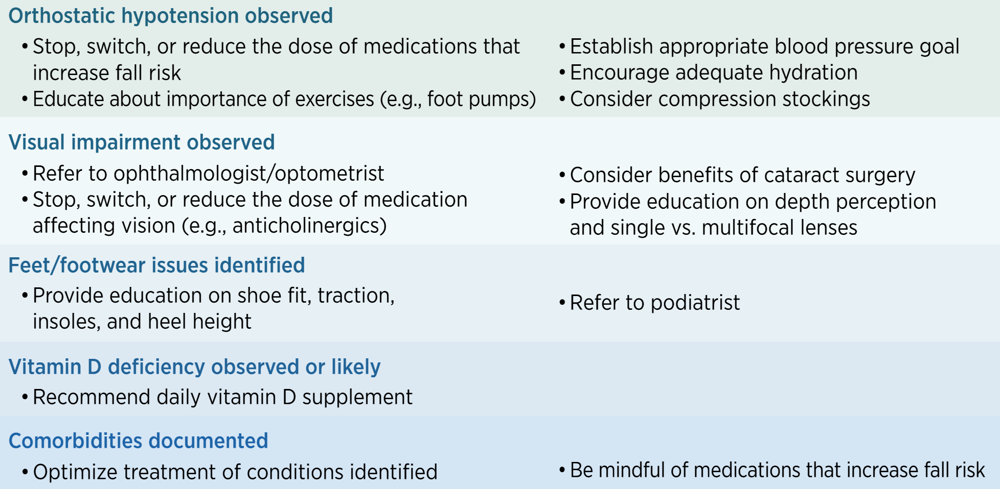 Orthostatic hypotension observed
• Stop, switch, or reduce the dose of medications that
increase fall risk
• Educate about importance of exercises (e.g., foot pumps)
• Establish appropriate blood pressure goal
• Encourage adequate hydration
• Consider compression stockings
Visual impairment observed
• Refer to ophthalmologist/optometrist
• Stop, switch, or reduce the dose of medication
affecting vision (e.g., anticholinergics)
• Consider benefits of cataract surgery
• Provide education on depth perception
and single vs. multifocal lenses
Feet/footwear issues identified
• Provide education on shoe fit, traction,
insoles, and heel height
• Refer to podiatrist
Vitamin D deficiency observed or likely
• Recommend daily vitamin D supplement
Comorbidities documented
• Optimize treatment of conditions identified
• Be mindful of medications that increase fall risk